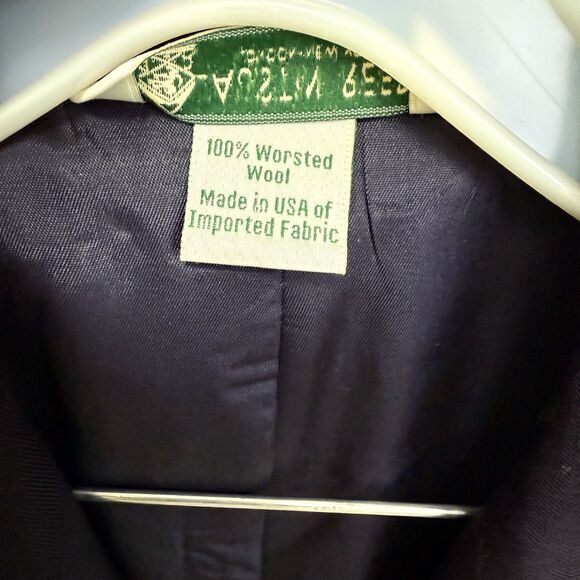 100% Worsted
Wool
Made in USA of
Imported Fabric